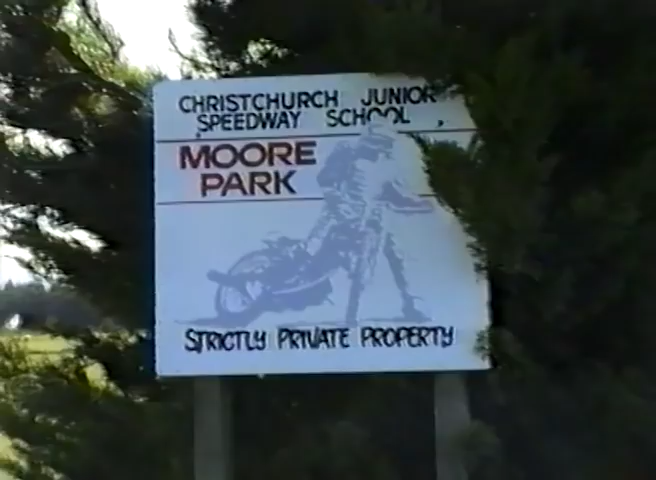 CHRISTCHURCH JUNIOR
SPEEDWAY SCHOOL
MOORE
PARK
STRICTLY PRIVATE PROPERTY